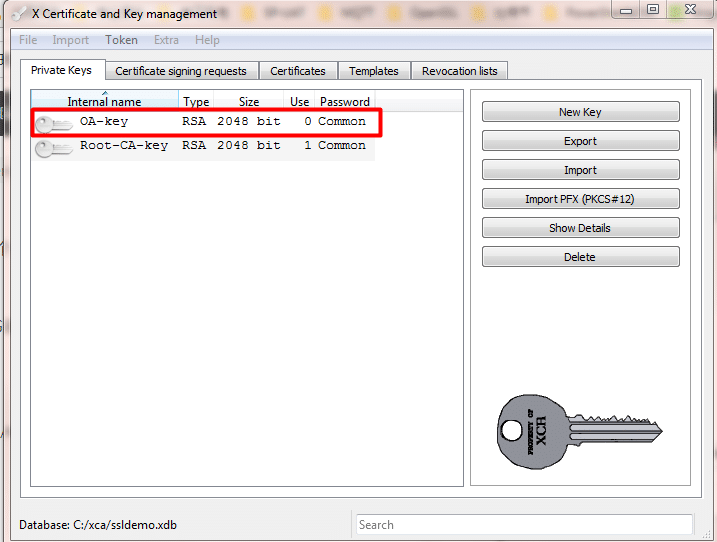 X Certificate and Key management
File Import Token Extra Help
Private Keys Certificate signing requests Certificates Templates Revocation lists
Internal name Type Size Use Password
OA-key RSA 2048 bit 0 Common
Root-CA-key RSA 2048 bit 1 Common
New Key
Export
Import
Import PFX (PKCS#12)
Show Details
Delete
PROPERTY OF
XCA
Database: C:/xca/ssldemo.xdb
Search